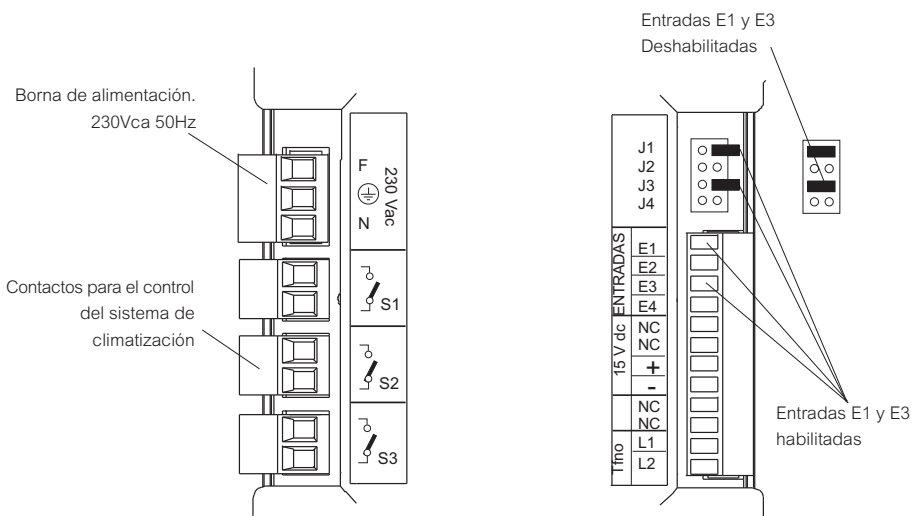 Entradas E1 y E3
Deshabilitadas
Borna de alimentación.
230Vca 50Hz
F
N
230 Vac
Contactos para el control
del sistema de
climatización
S1
S2
S3
J1
J2
J3
J4
ENTRADAS
E1
E2
E3
E4
15 V dc
NC
NC
+
-
NC
NC
Tfno
L1
L2
Entradas E1 y E3
habilitadas